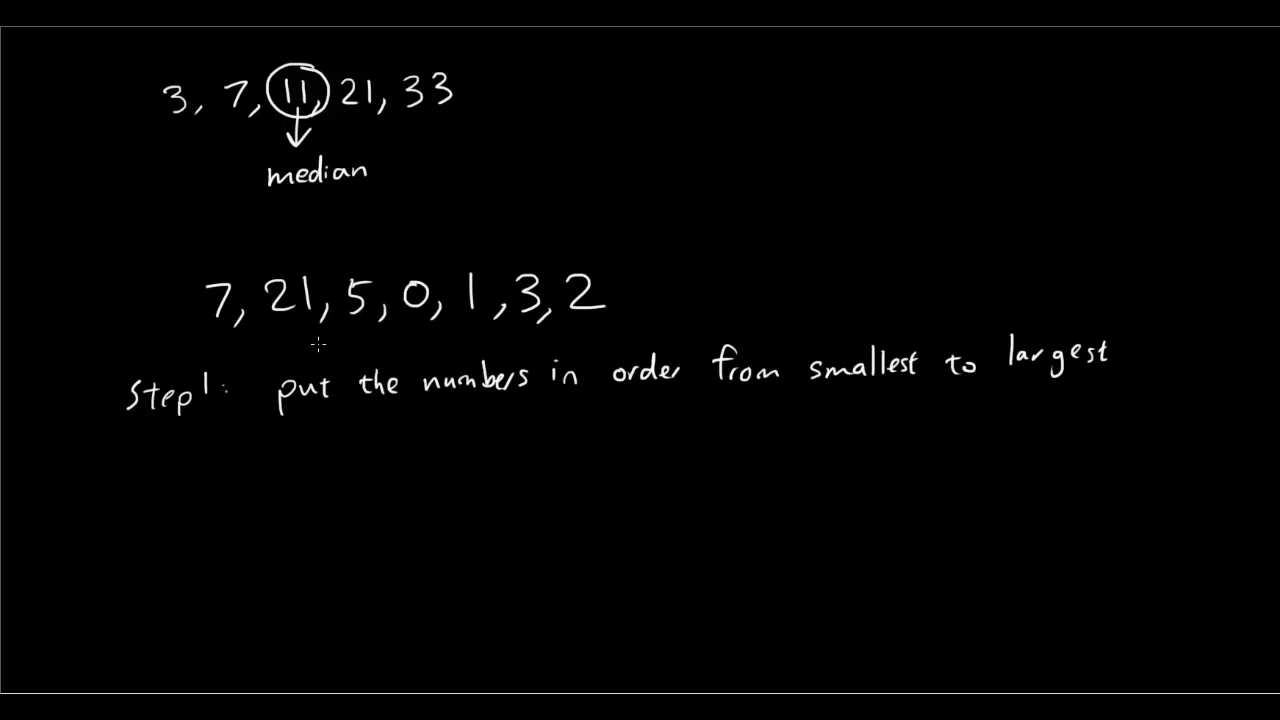 3, 7, 11, 21, 33
median
7, 21, 5, 0, 1, 3, 2
Step 1: put the numbers in order from smallest to largest